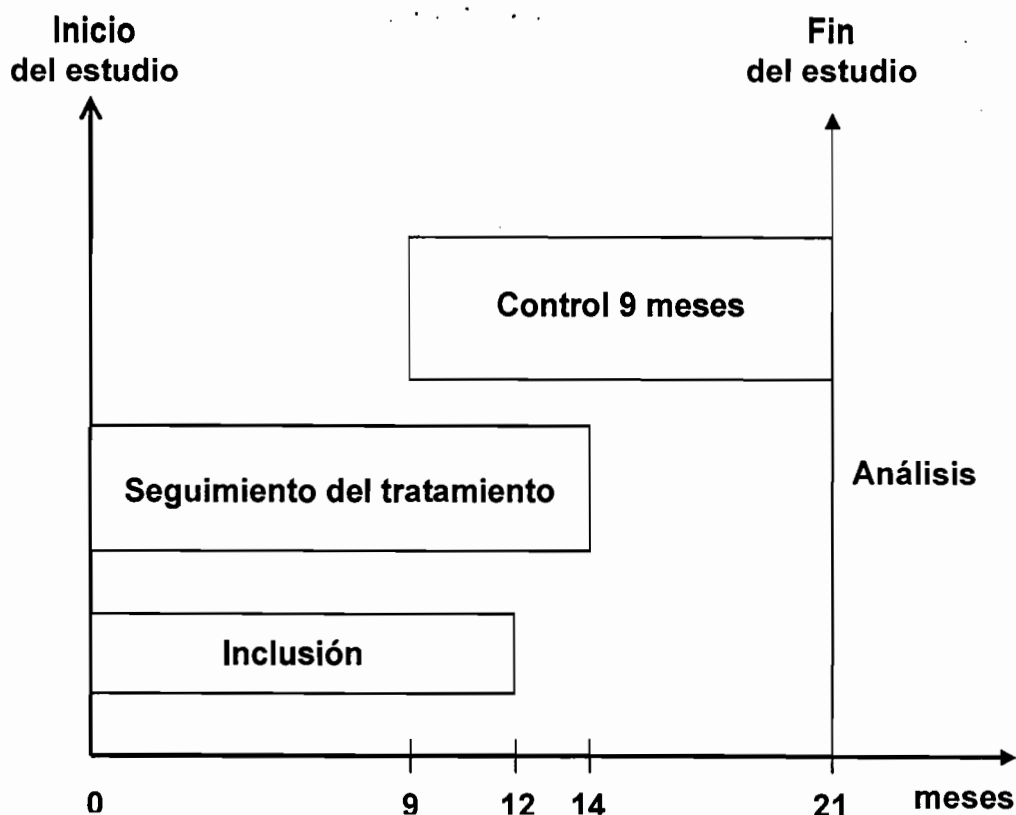 Inicio
del estudio
Fin
del estudio
Control 9 meses
Seguimiento del tratamiento
Análisis
Inclusión
0 9 12 14 21 meses